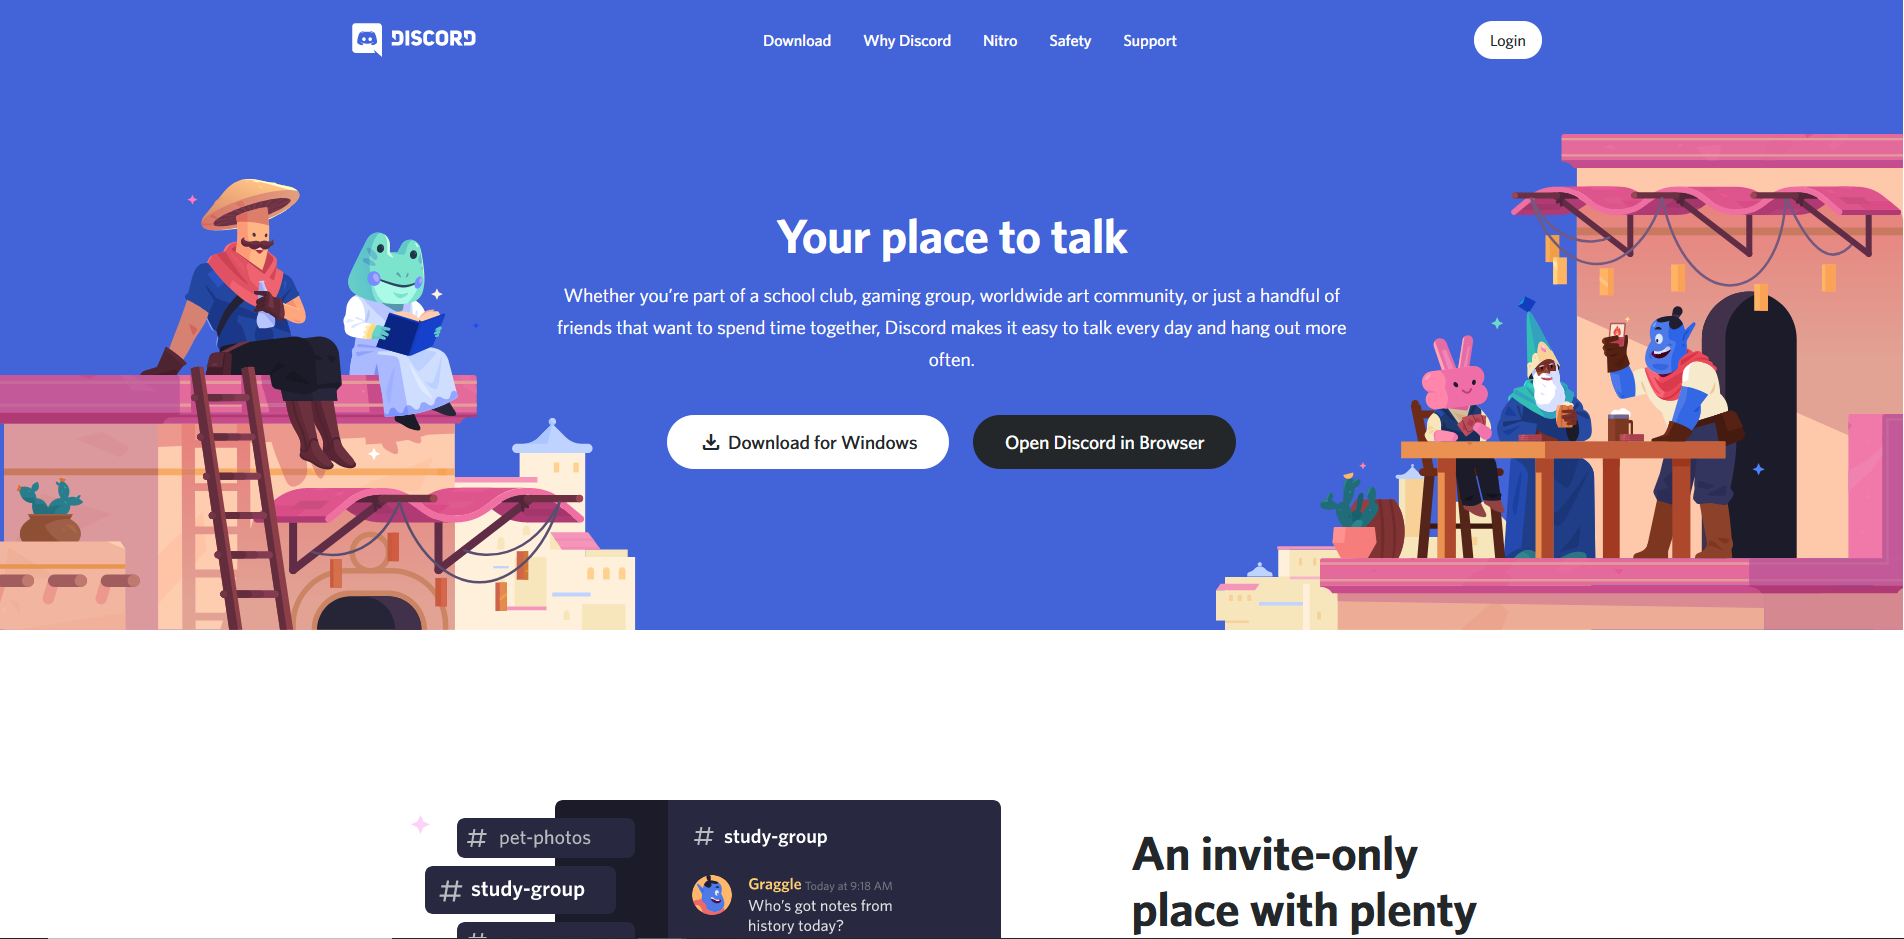 DISCORD
Download Why Discord Nitro Safety Support
Login
Your place to talk
Whether you’re part of a school club, gaming group, worldwide art community, or just a handful of
friends that want to spend time together, Discord makes it easy to talk every day and hang out more
often.
Download for Windows
Open Discord in Browser
# pet-photos
# study-group
#
# study-group
Graggle Today at 9:18 AM
Who's got notes from
history today?
An invite-only
place with plenty